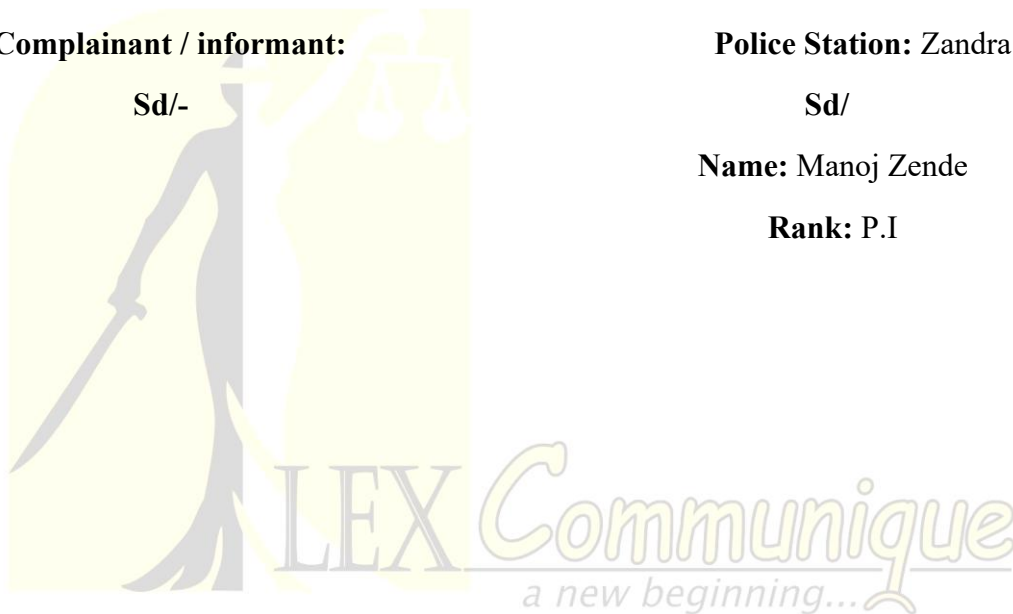 Complainant / informant: Police Station: Zandra
Sd/- Sd/
Name: Manoj Zende
Rank: P.I
LEX Communique
a new beginning...